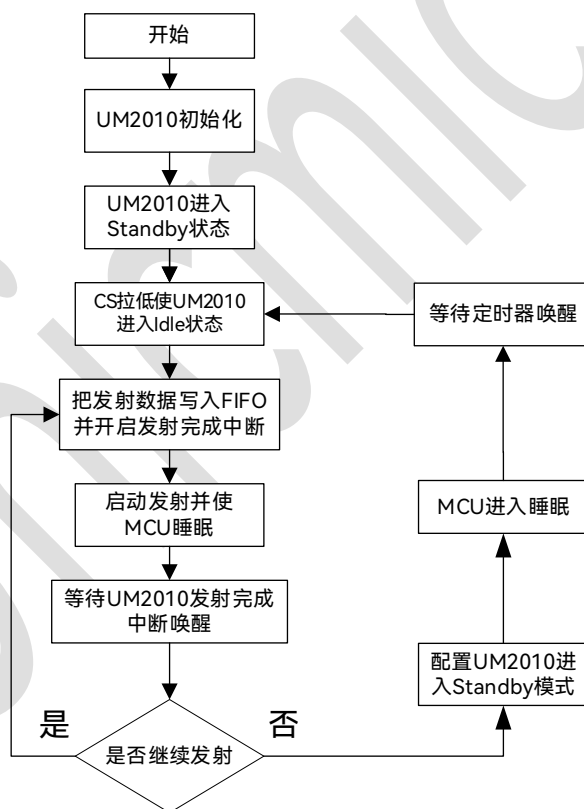 开始
UM2010初始化
UM2010进入
Standby状态
CS拉低使UM2010
进入Idle状态
把发射数据写入FIFO
并开启发射完成中断
启动发射并使
MCU睡眠
等待UM2010发射完成
中断唤醒
是否继续发射
是
否
配置UM2010进
入Standby模式
MCU进入睡眠
等待定时器唤醒